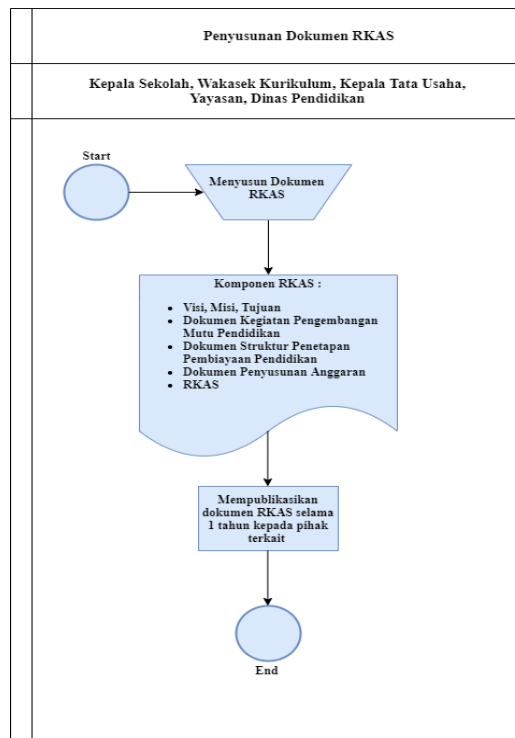 Penyusunan Dokumen RKAS
Kepala Sekolah, Wakasek Kurikulum, Kepala Tata Usaha,
Yayasan, Dinas Pendidikan
Start
Menyusun Dokumen
RKAS
Komponen RKAS :
• Visi, Misi, Tujuan
• Dokumen Kegiatan Pengembangan
Mutu Pendidikan
• Dokumen Struktur Penetapan
Pembiayaan Pendidikan
• Dokumen Penyusunan Anggaran
• RKAS
Mempublikasikan
dokumen RKAS selama
1 tahun kepada pihak
terkait
End